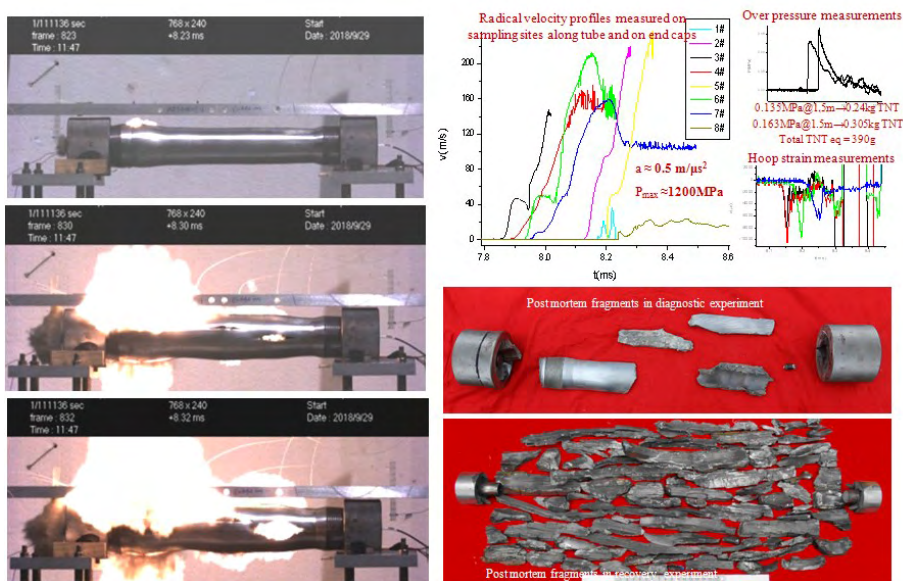 1/111136 sec 768 x 240 Start
frame : 823 +8.23 ms Date : 2018/9/29
Time : 11:47
1/111136 sec 768 x 240 Start
frame : 830 +8.30 ms Date : 2018/9/29
Time : 11:47
1/111136 sec 768 x 240 Start
frame : 832 +8.32 ms Date : 2018/9/29
Time : 11:47
Radical velocity profiles measured on
sampling sites along tube and on end caps
200
160
120
80
40
0
v(m/s)
7.8 8.0 8.2 8.4 8.6
t(ms)
1#
2#
3#
4#
5#
6#
7#
8#
a ≈ 0.5 m/μs²
Pmax ≈1200MPa
Over pressure measurements
0.135MPa@1.5m→0.24kg TNT
0.163MPa@1.5m→0.305kg TNT
Total TNT eq = 390g
Hoop strain measurements
Post mortem fragments in diagnostic experiment
Post mortem fragments in recovery experiment